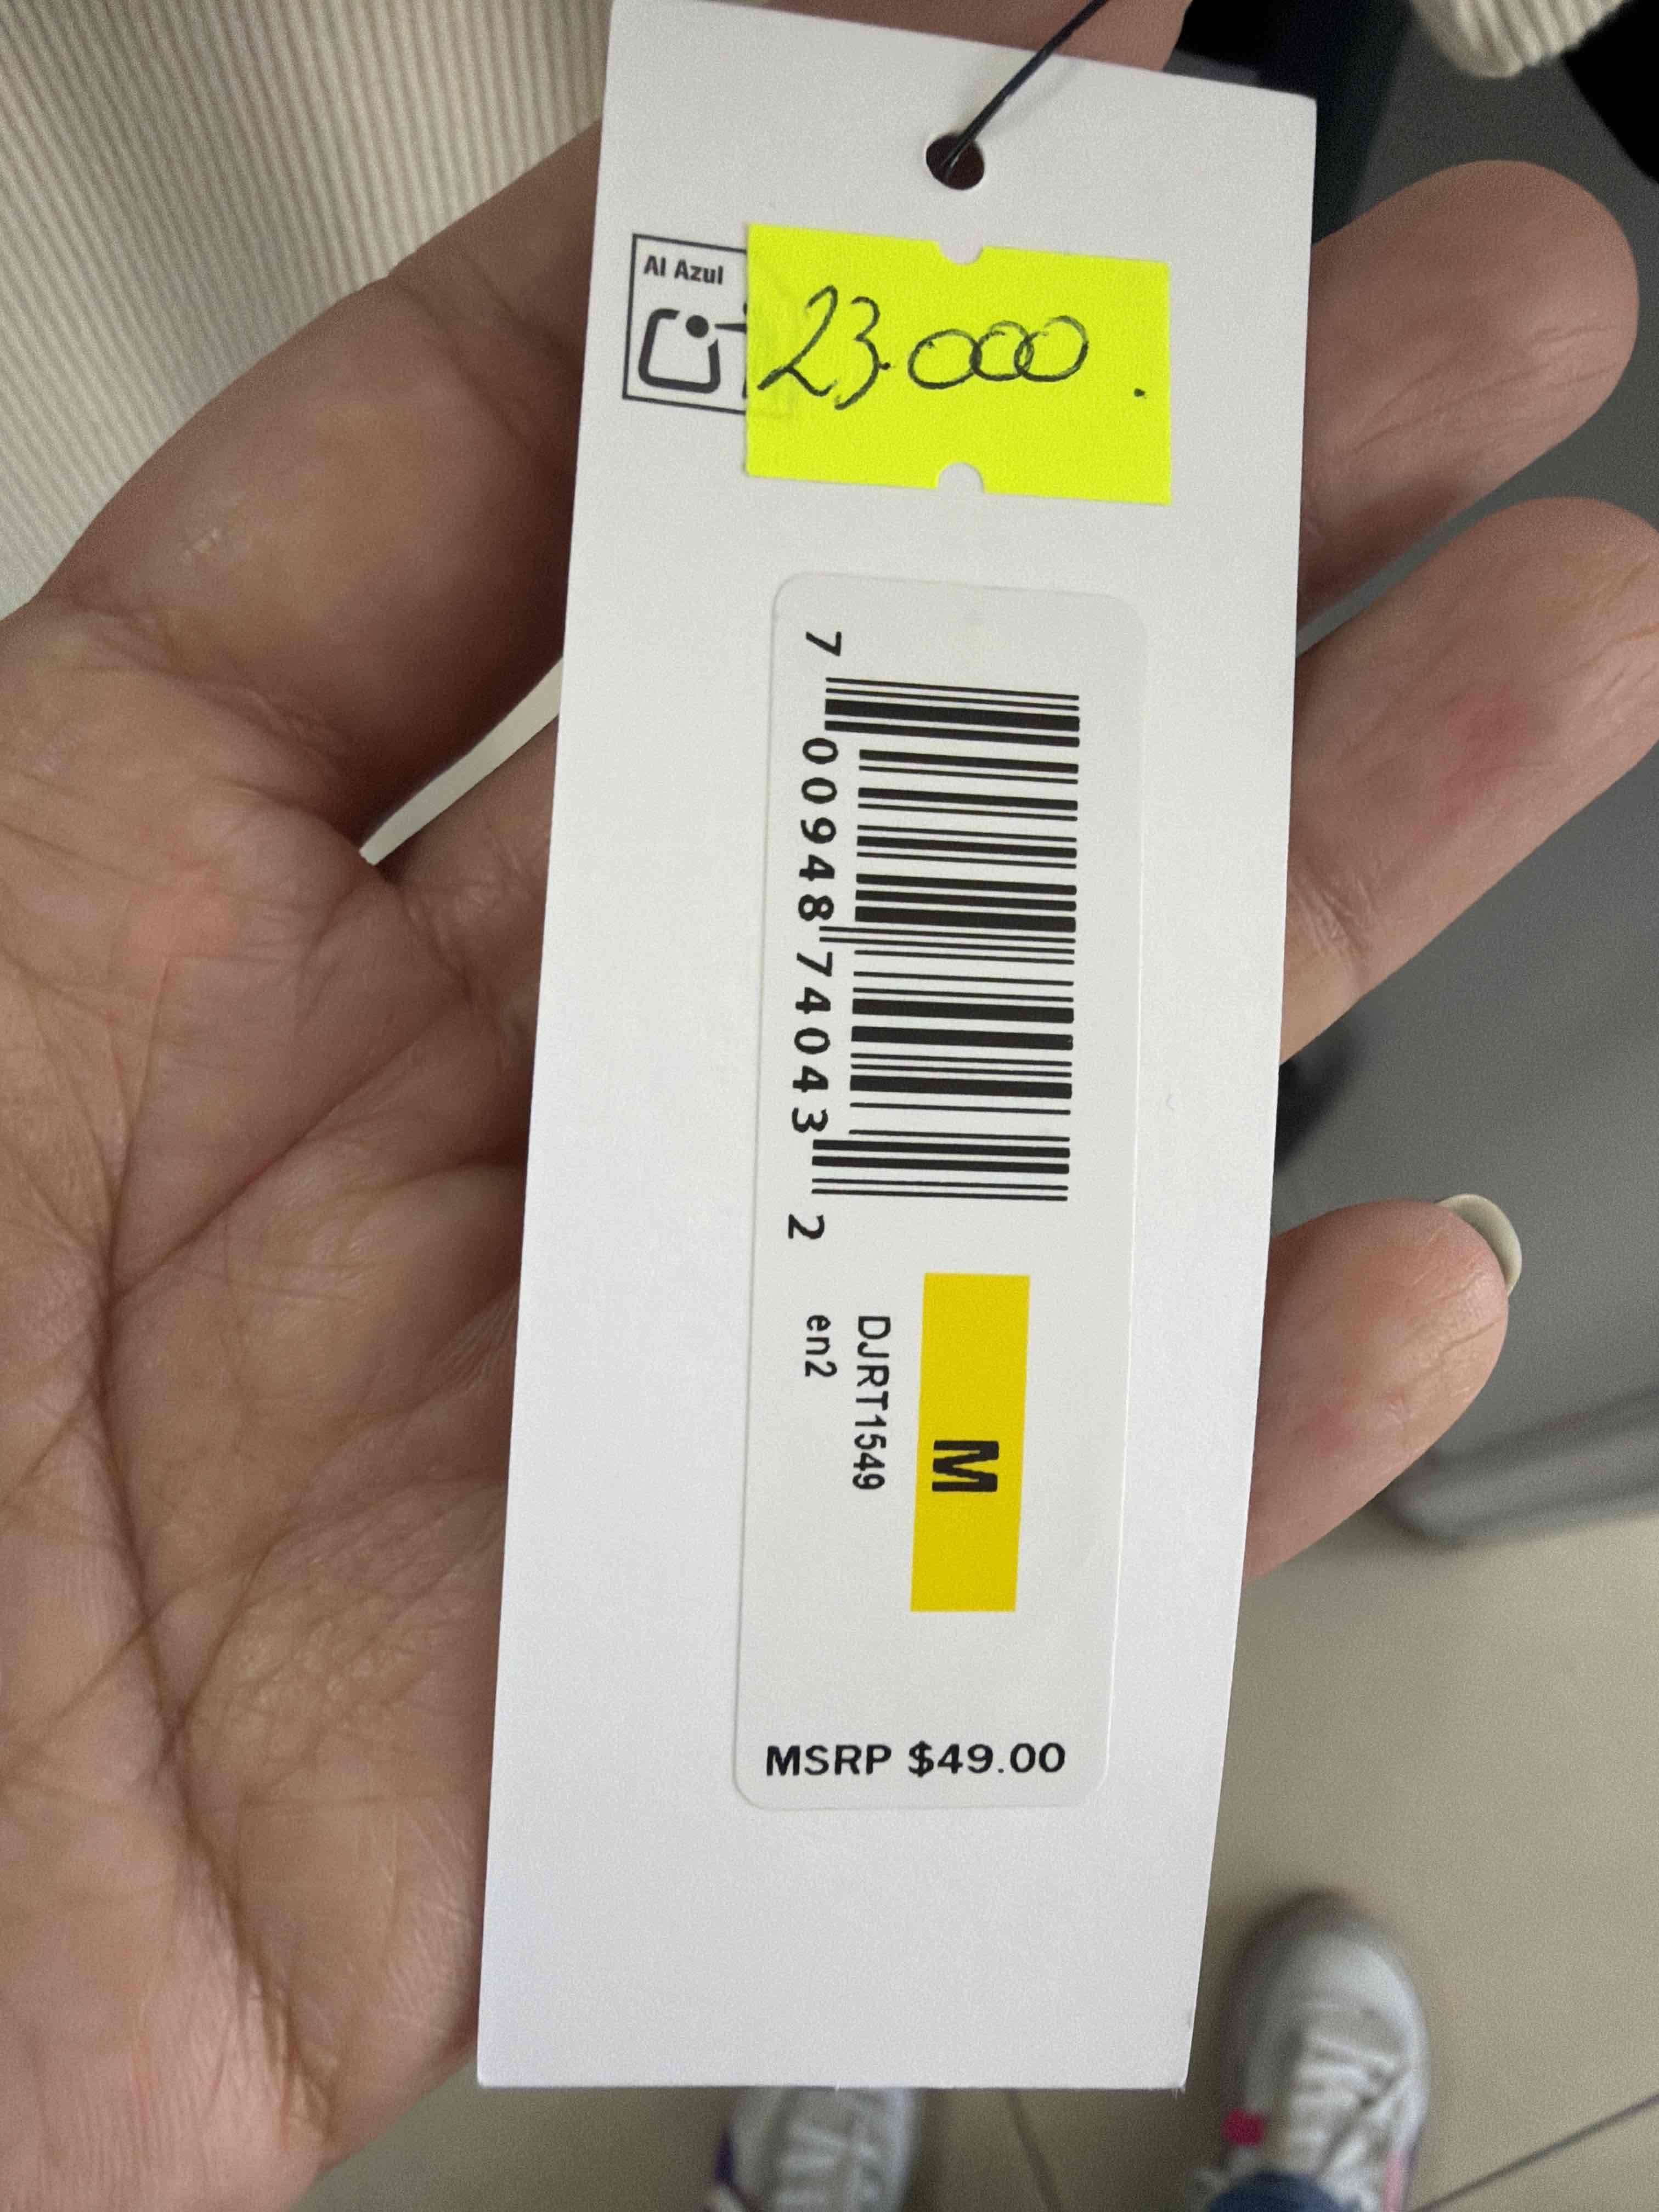 Al Azul
23.000.
7 00948 74043 2
M
DJRT1549
en2
MSRP $49.00